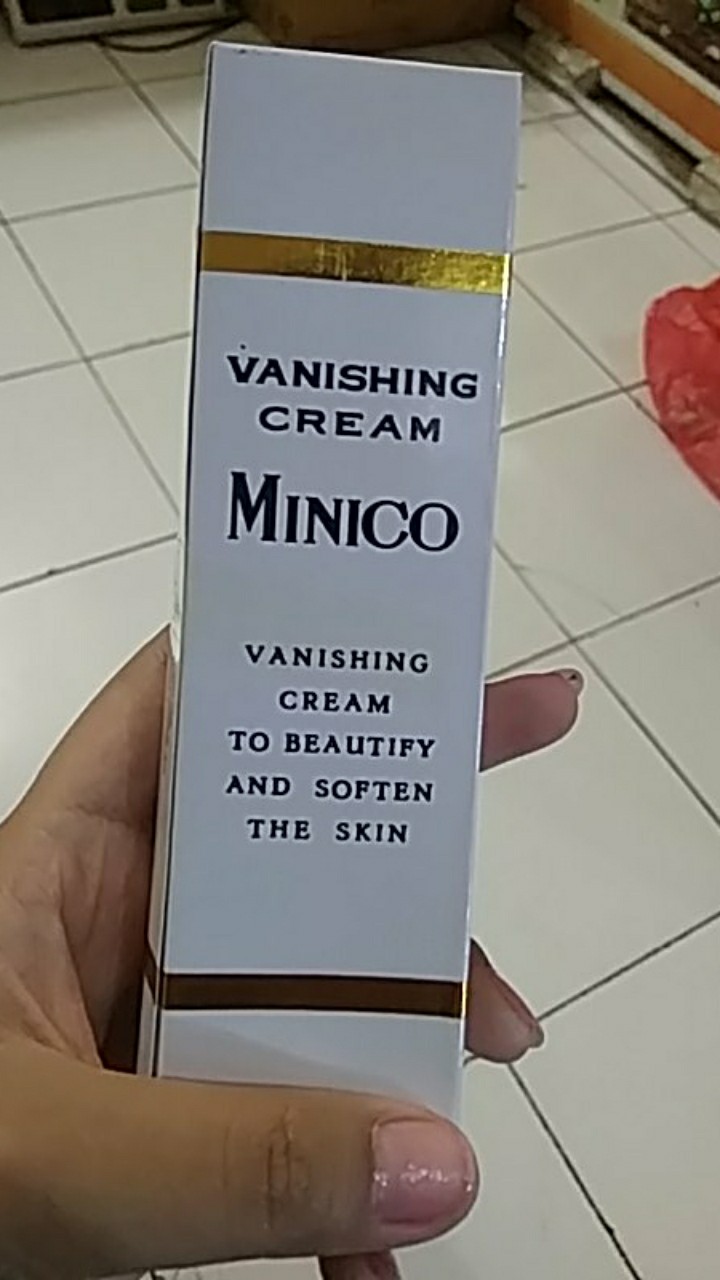 VANISHING
CREAM
MINICO
VANISHING
CREAM
TO BEAUTIFY
AND SOFTEN
THE SKIN